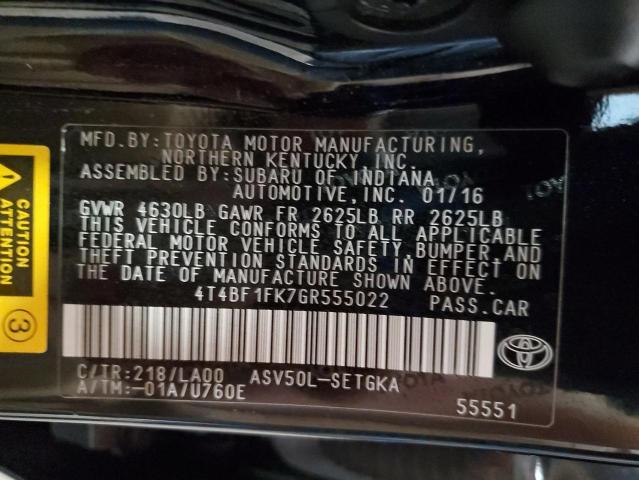 CAUTION
ATTENTION
3
MFD.BY:TOYOTA MOTOR MANUFACTURING,
NORTHERN KENTUCKY, INC.
ASSEMBLED BY:SUBARU OF INDIANA
AUTOMOTIVE,INC. 01/16
GVWR 4630LB GAWR FR 2625LB RR 2625LB
THIS VEHICLE CONFORMS TO ALL APPLICABLE
FEDERAL MOTOR VEHICLE SAFETY, BUMPER, AND
THEFT PREVENTION STANDARDS IN EFFECT ON
THE DATE OF MANUFACTURE SHOWN ABOVE.
4T4BF1FK7GR555022 PASS.CAR
C/TR:218/LA00 ASV50L-SETGKA
A/TM:-01A/U760E
55551